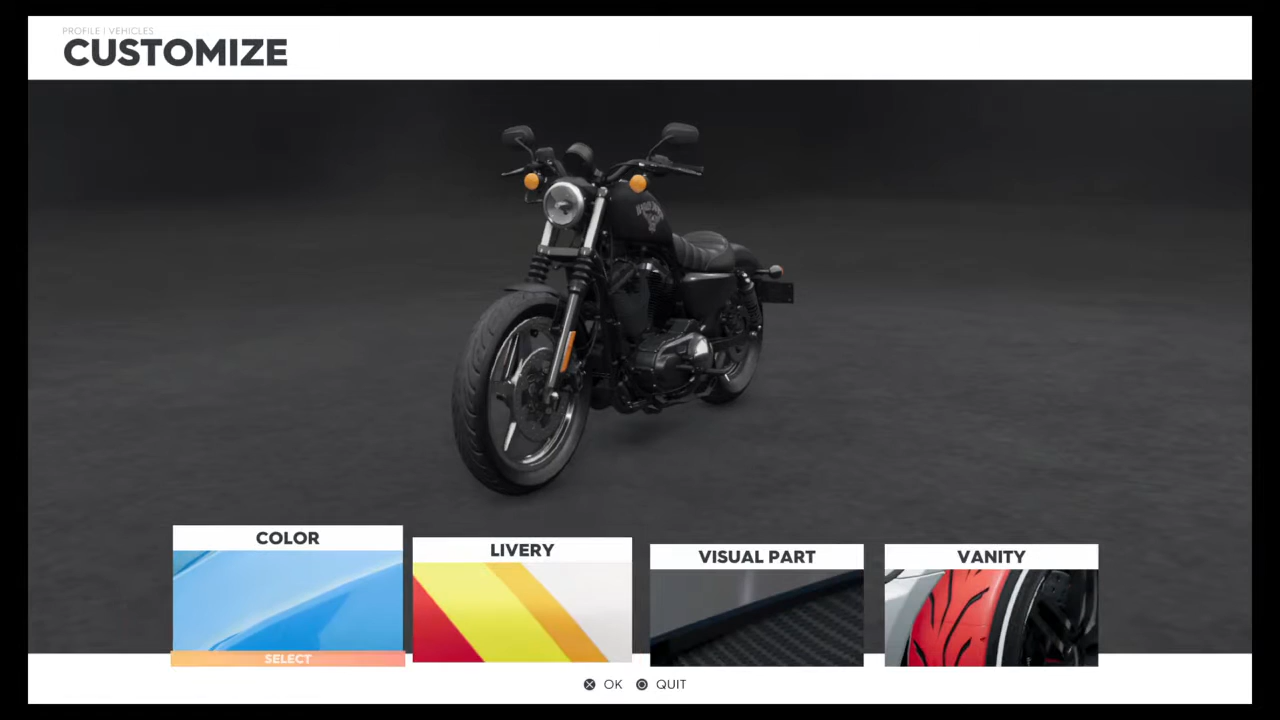 PROFILE | VEHICLES
CUSTOMIZE
COLOR
LIVERY
VISUAL PART
VANITY
SELECT
OK
QUIT